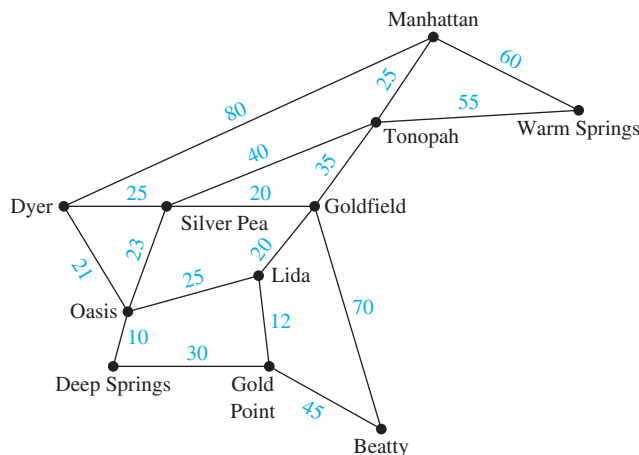 Manhattan
60
25
80
55
Warm Springs
Tonopah
40
35
25
20
Dyer
Silver Pea
Goldfield
23
20
21
25
Lida
Oasis
70
12
10
30
Deep Springs
Gold
Point
45
Beatty